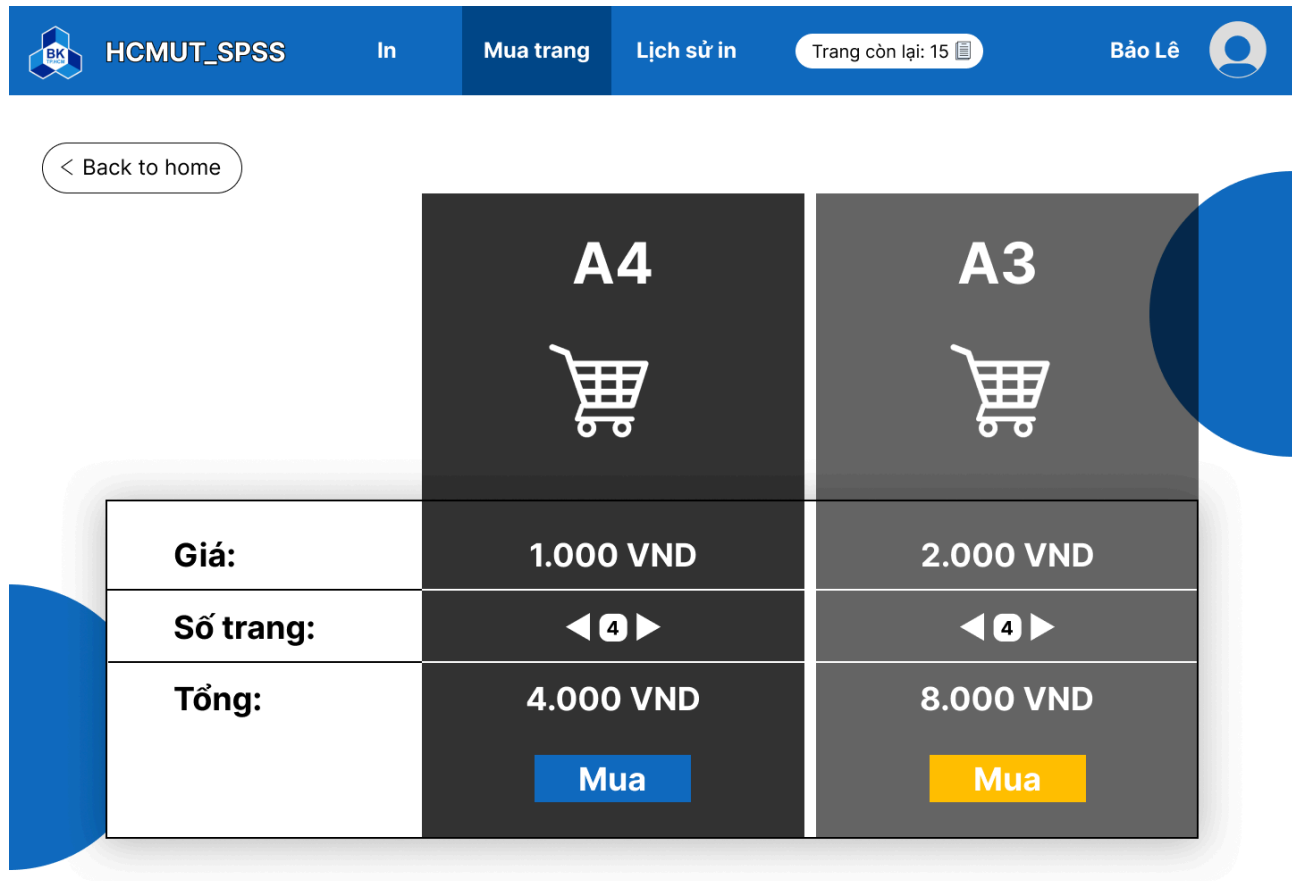 BK
TP.HCM
HCMUT_SPSS In Mua trang Lịch sử in Trang còn lại: 15 Bảo Lê
< Back to home
A4 A3
Giá: 1.000 VND 2.000 VND
Số trang: 4 4
Tổng: 4.000 VND 8.000 VND
Mua Mua